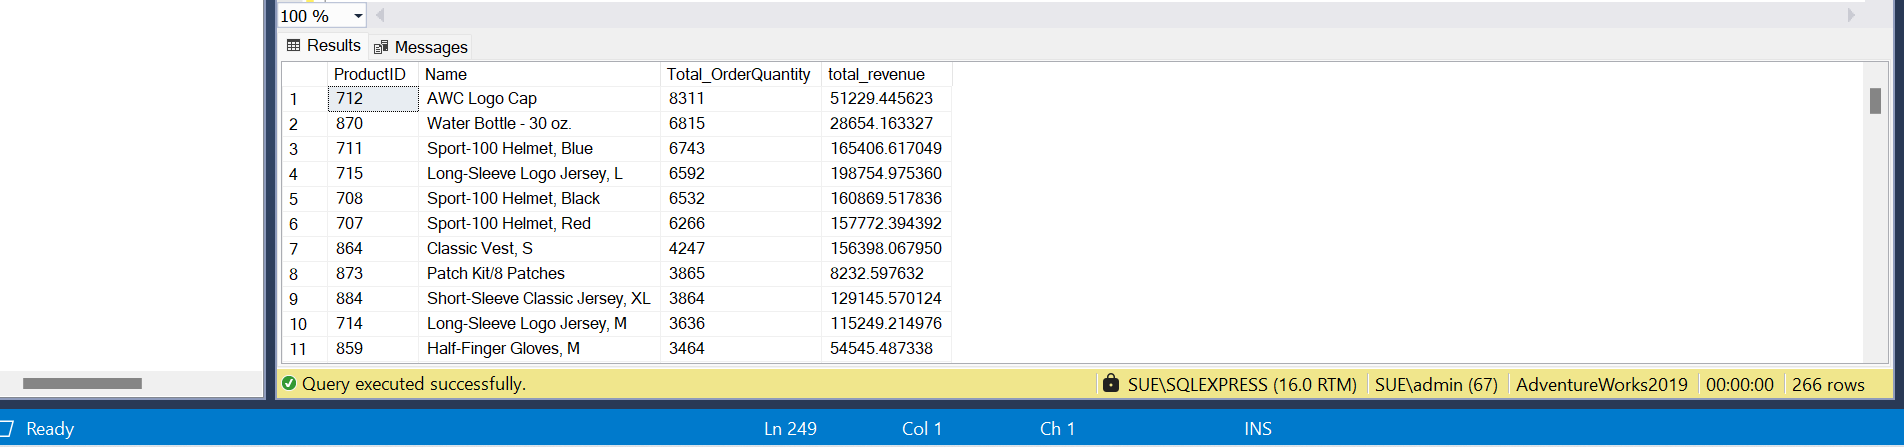 100 %
Results Messages
ProductID Name Total_OrderQuantity total_revenue
1 712 AWC Logo Cap 8311 51229.445623
2 870 Water Bottle - 30 oz. 6815 28654.163327
3 711 Sport-100 Helmet, Blue 6743 165406.617049
4 715 Long-Sleeve Logo Jersey, L 6592 198754.975360
5 708 Sport-100 Helmet, Black 6532 160869.517836
6 707 Sport-100 Helmet, Red 6266 157772.394392
7 864 Classic Vest, S 4247 156398.067950
8 873 Patch Kit/8 Patches 3865 8232.597632
9 884 Short-Sleeve Classic Jersey, XL 3864 129145.570124
10 714 Long-Sleeve Logo Jersey, M 3636 115249.214976
11 859 Half-Finger Gloves, M 3464 54545.487338
Query executed successfully. SUE\SQLEXPRESS (16.0 RTM) SUE\admin (67) AdventureWorks2019 00:00:00 266 rows
Ready Ln 249 Col 1 Ch 1 INS